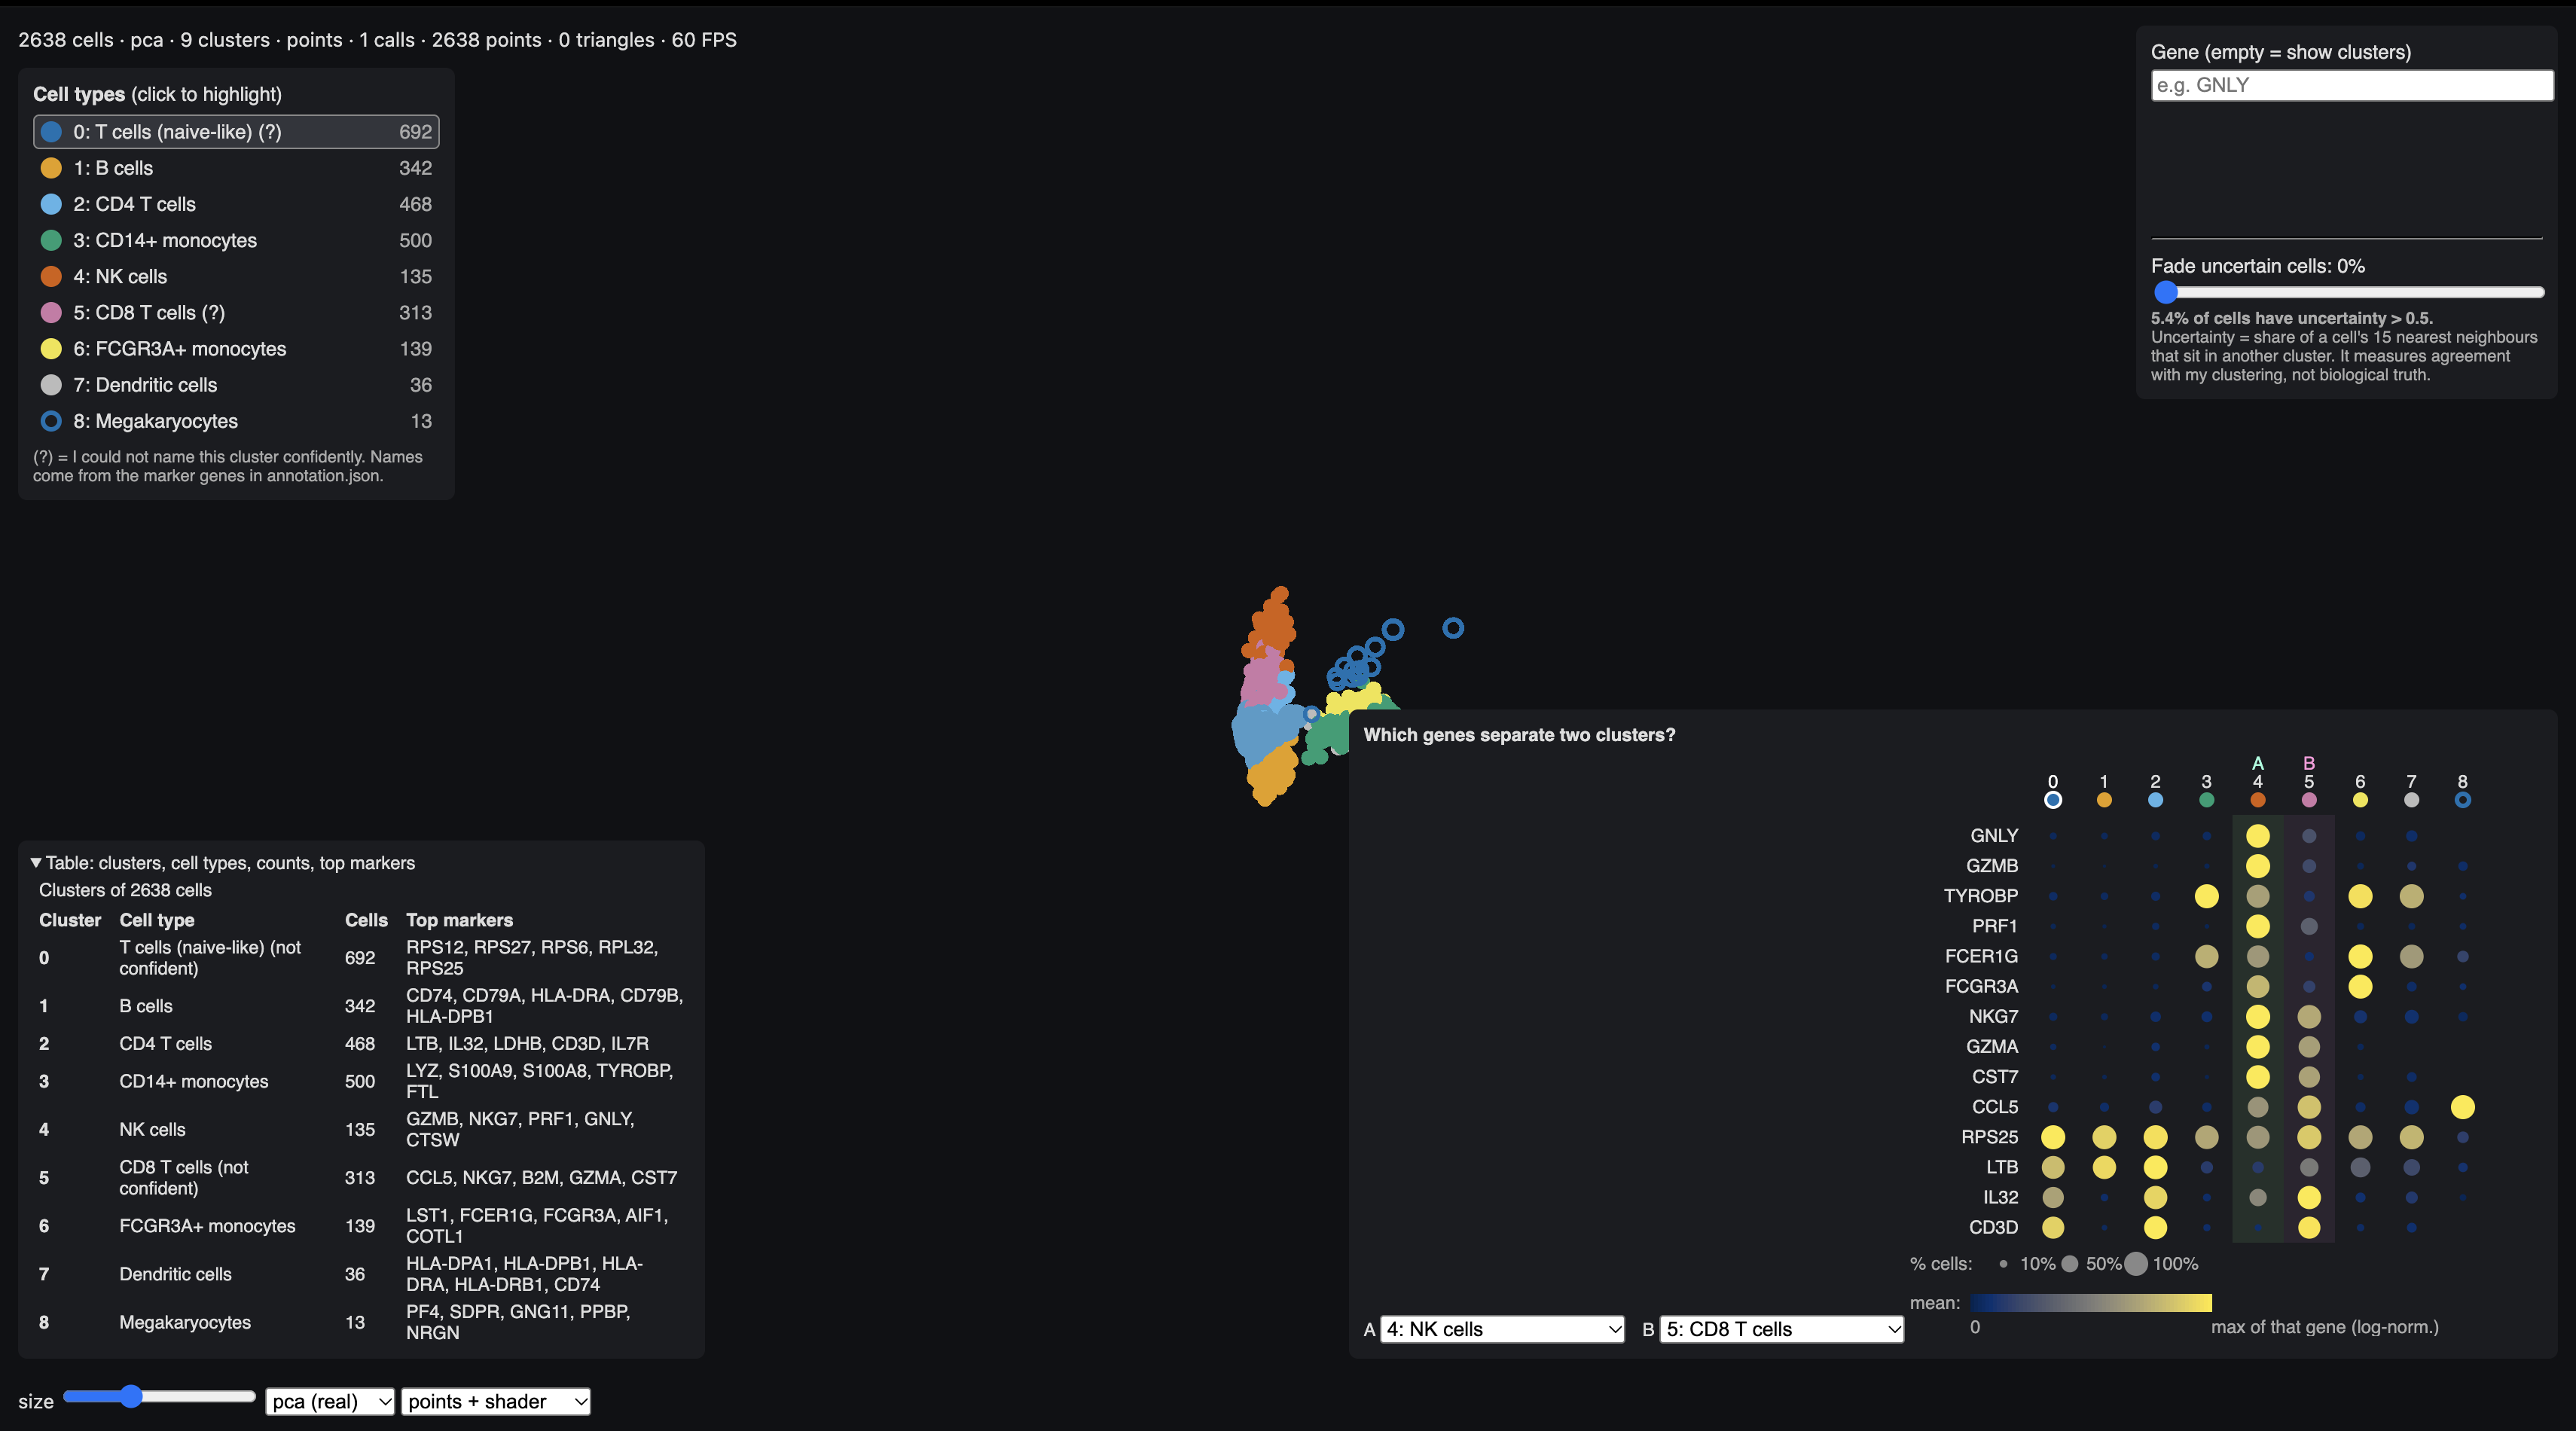 2638 cells · pca · 9 clusters · points · 1 calls · 2638 points · 0 triangles · 60 FPS
Cell types (click to highlight)
0: T cells (naive-like) (?) 692
1: B cells 342
2: CD4 T cells 468
3: CD14+ monocytes 500
4: NK cells 135
5: CD8 T cells (?) 313
6: FCGR3A+ monocytes 139
7: Dendritic cells 36
8: Megakaryocytes 13
(?) = I could not name this cluster confidently. Names
come from the marker genes in annotation.json.
Gene (empty = show clusters)
e.g. GNLY
Fade uncertain cells: 0%
5.4% of cells have uncertainty > 0.5.
Uncertainty = share of a cell's 15 nearest neighbours
that sit in another cluster. It measures agreement
with my clustering, not biological truth.
Table: clusters, cell types, counts, top markers
Clusters of 2638 cells
Cluster Cell type Cells Top markers
0 T cells (naive-like) (not confident) 692 RPS12, RPS27, RPS6, RPL32, RPS25
1 B cells 342 CD74, CD79A, HLA-DRA, CD79B, HLA-DPB1
2 CD4 T cells 468 LTB, IL32, LDHB, CD3D, IL7R
3 CD14+ monocytes 500 LYZ, S100A9, S100A8, TYROBP, FTL
4 NK cells 135 GZMB, NKG7, PRF1, GNLY, CTSW
5 CD8 T cells (not confident) 313 CCL5, NKG7, B2M, GZMA, CST7
6 FCGR3A+ monocytes 139 LST1, FCER1G, FCGR3A, AIF1, COTL1
7 Dendritic cells 36 HLA-DPA1, HLA-DPB1, HLA-DRA, HLA-DRB1, CD74
8 Megakaryocytes 13 PF4, SDPR, GNG11, PPBP, NRGN
Which genes separate two clusters?
A B
0 1 2 3 4 5 6 7 8
GNLY
GZMB
TYROBP
PRF1
FCER1G
FCGR3A
NKG7
GZMA
CST7
CCL5
RPS25
LTB
IL32
CD3D
% cells: 10% 50% 100%
mean:
0 max of that gene (log-norm.)
A 4: NK cells B 5: CD8 T cells
size pca (real) points + shader